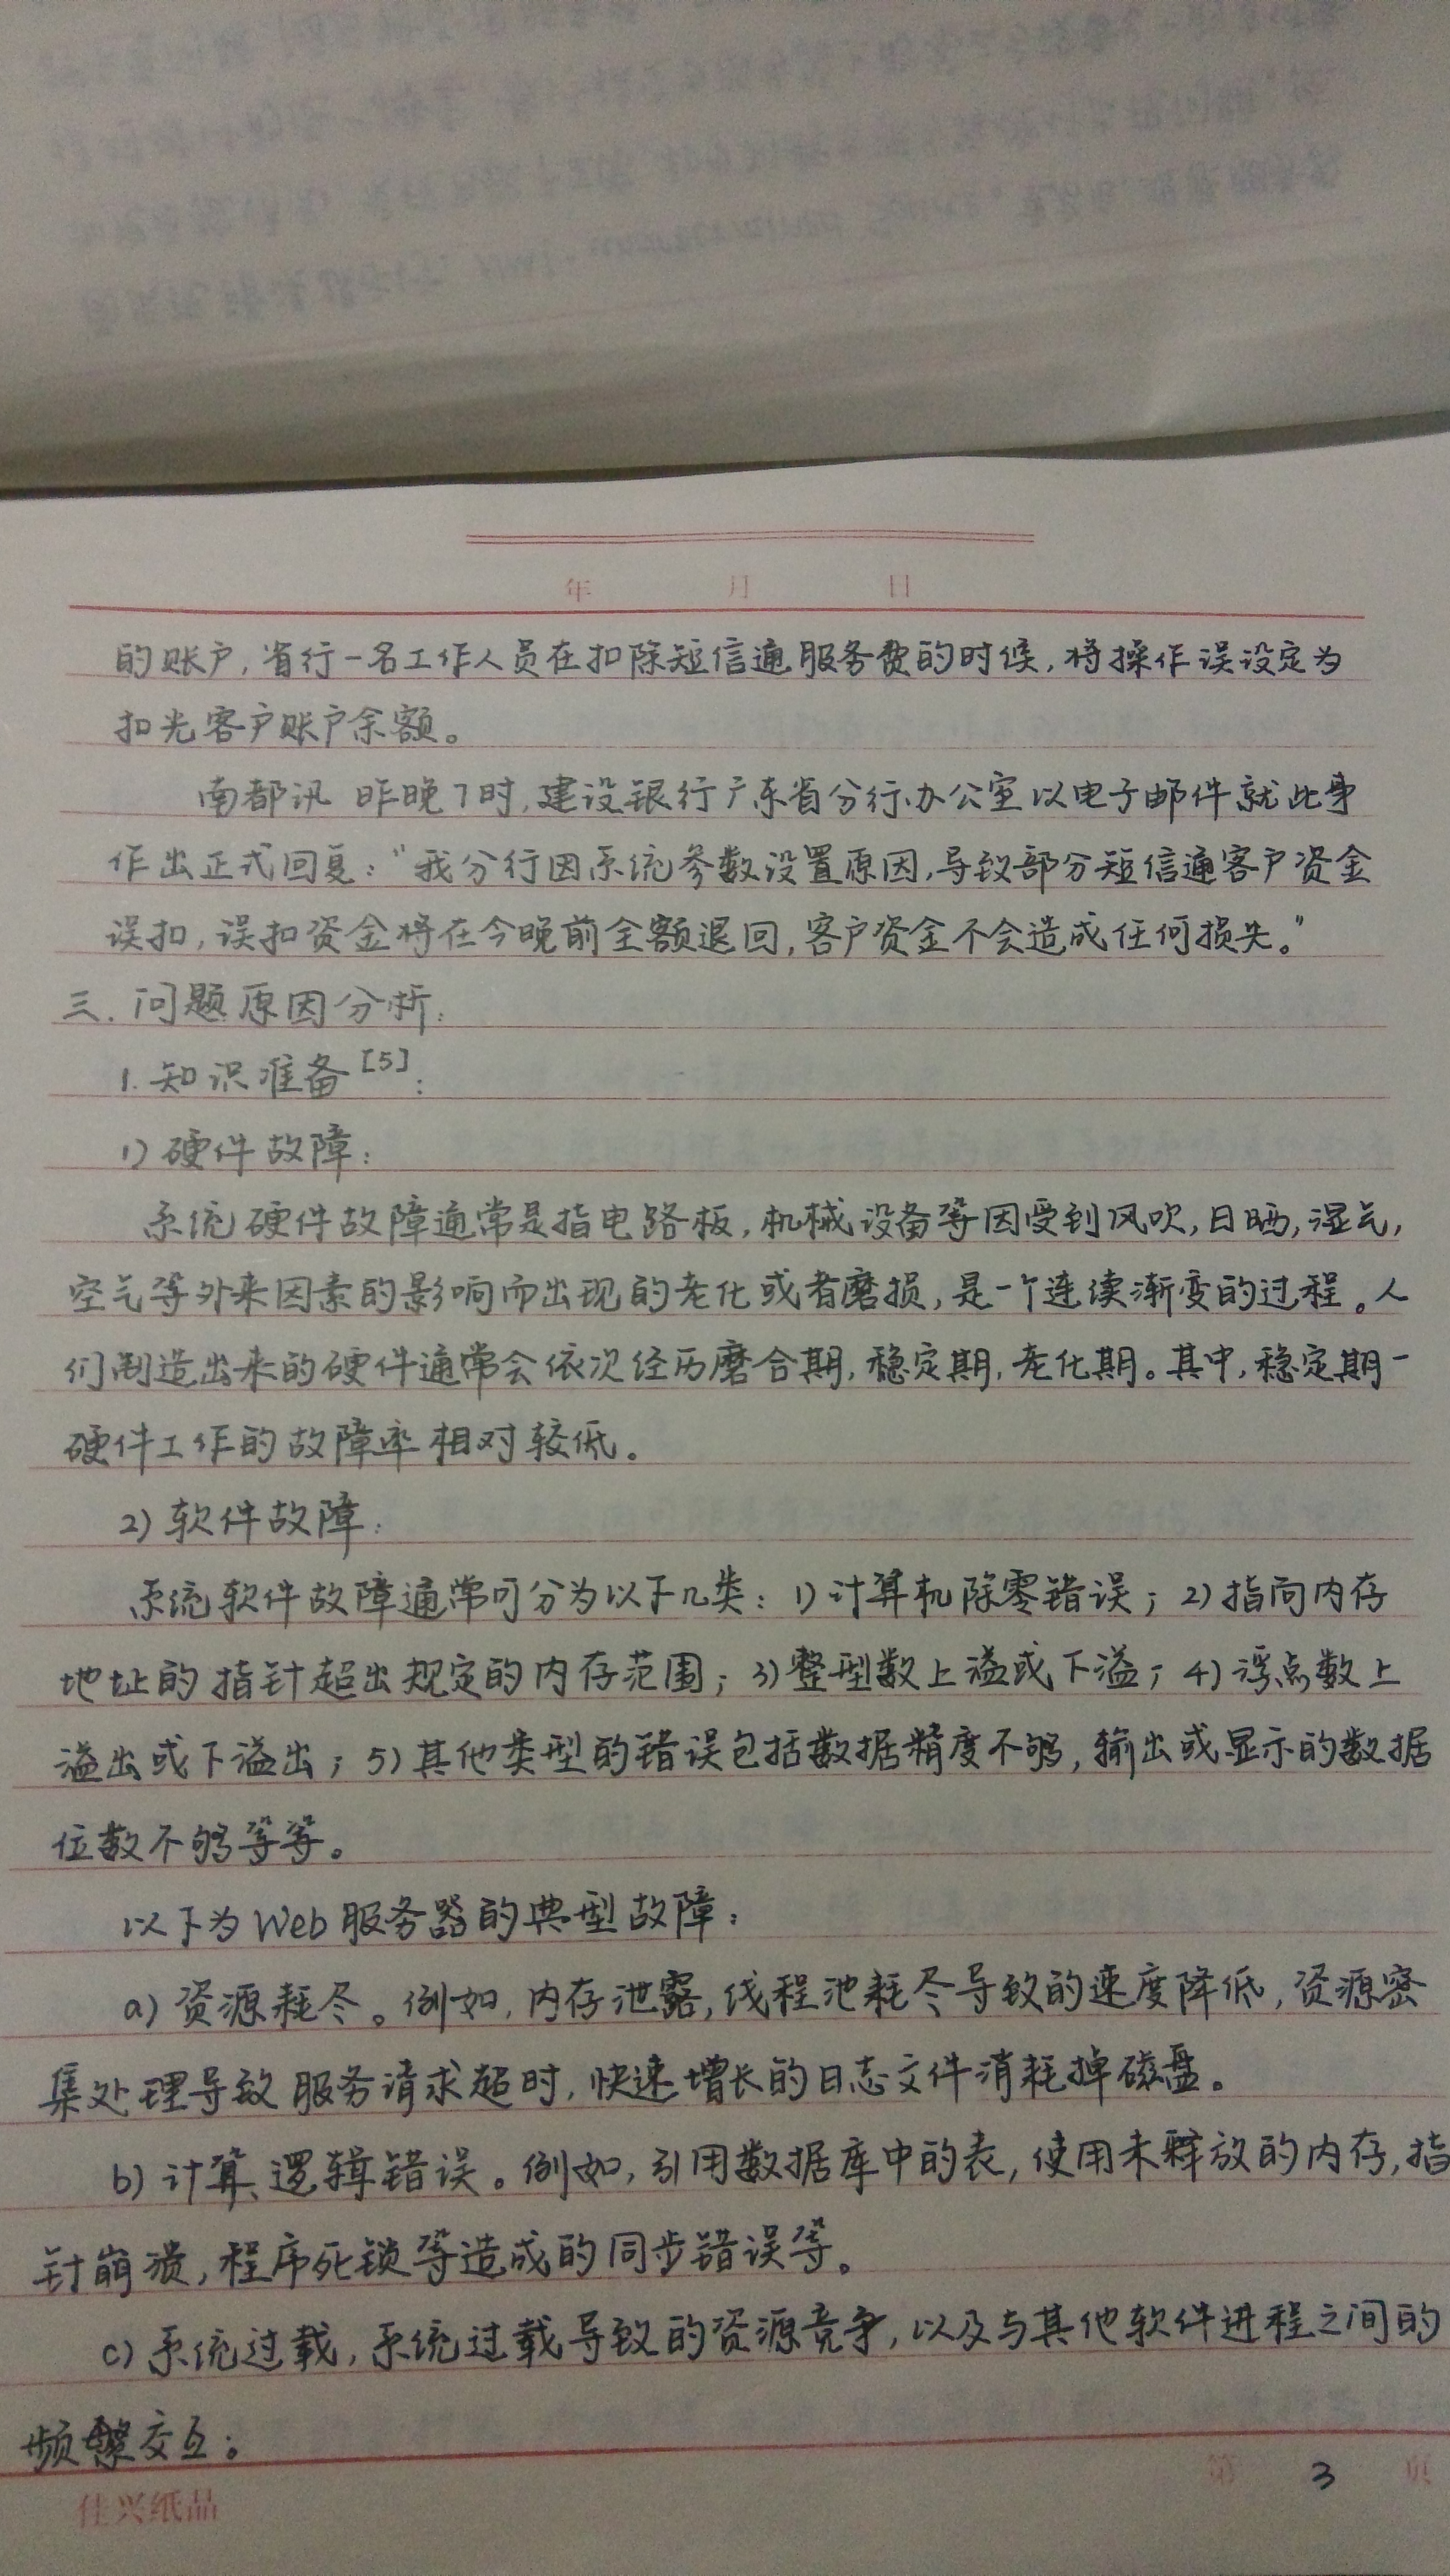 年 月 日
的账户,省行一名工作人员在扣除短信通服务费的时候,将操作误设定为
扣光客户账户余额。
南都讯 昨晚7时,建设银行广东省分行办公室以电子邮件就此事
作出正式回复:“我分行因系统参数设置原因,导致部分短信通客户资金
误扣,误扣资金将在今晚前全额退回,客户资金不会造成任何损失。”
三.问题原因分析:
1.知识准备[5]:
1)硬件故障:
系统硬件故障通常是指电路板,机械设备等因受到风吹,日晒,湿气,
空气等外来因素的影响而出现的老化或者磨损,是一个连续渐变的过程。人
们制造出来的硬件通常会依次经历磨合期,稳定期,老化期。其中,稳定期一
硬件工作的故障率相对较低。
2)软件故障:
系统软件故障通常可分为以下几类:1)计算机除零错误;2)指向内存
地址的指针超出规定的内存范围;3)整型数上溢或下溢;4)浮点数上
溢出或下溢出;5)其他类型的错误包括数据精度不够,输出或显示的数据
位数不够等等。
以下为Web服务器的典型故障:
a)资源耗尽。例如,内存泄露,线程池耗尽导致的速度降低,资源密
集处理导致服务请求超时,快速增长的日志文件消耗掉磁盘。
b)计算、逻辑错误。例如,引用数据库中的表,使用未释放的内存,指
针崩溃,程序死锁等造成的同步错误等。
c)系统过载,系统过载导致的资源竞争,以及与其他软件进程之间的
频繁交互。
第 3 页
佳兴纸品